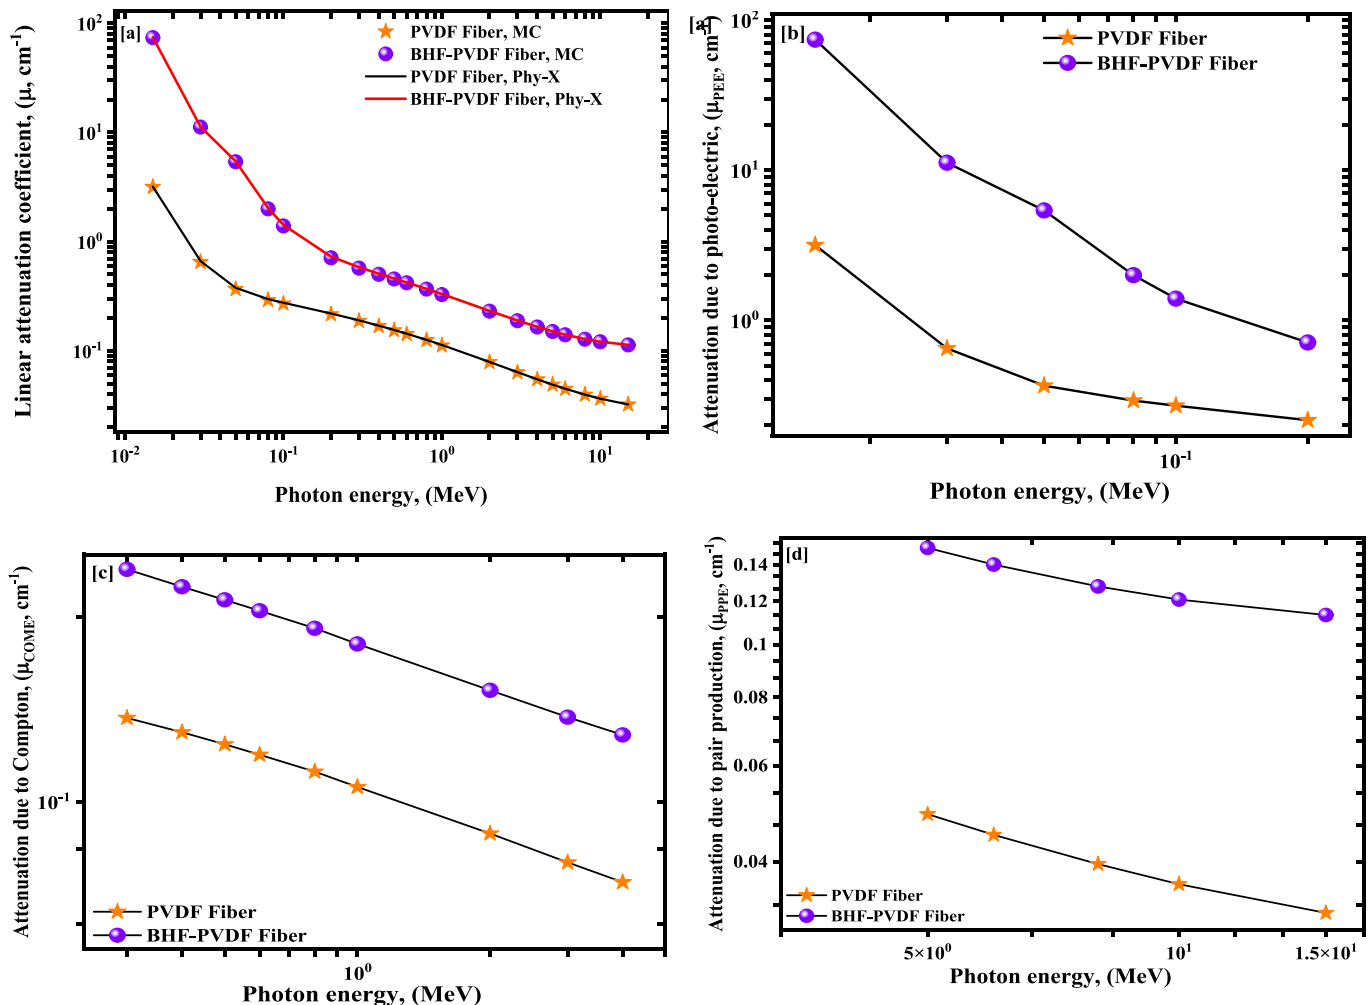 [a]
PVDF Fiber, MC
BHF-PVDF Fiber, MC
PVDF Fiber, Phy-X
BHF-PVDF Fiber, Phy-X
Linear attenuation coefficient, (μ, cm⁻¹)
10²
10¹
10⁰
10⁻¹
10⁻² 10⁻¹ 10⁰ 10¹
Photon energy, (MeV)
[a]
[b]
PVDF Fiber
BHF-PVDF Fiber
Attenuation due to photo-electric, (μPEE, cm⁻¹)
10²
10¹
10⁰
10⁻¹
Photon energy, (MeV)
[c]
Attenuation due to Compton, (μCOME, cm⁻¹)
10⁻¹
PVDF Fiber
BHF-PVDF Fiber
10⁰
Photon energy, (MeV)
[d]
Attenuation due to pair production, (μPPE, cm⁻¹)
0.14
0.12
0.1
0.08
0.06
0.04
PVDF Fiber
BHF-PVDF Fiber
5×10⁰ 10¹ 1.5×10¹
Photon energy, (MeV)